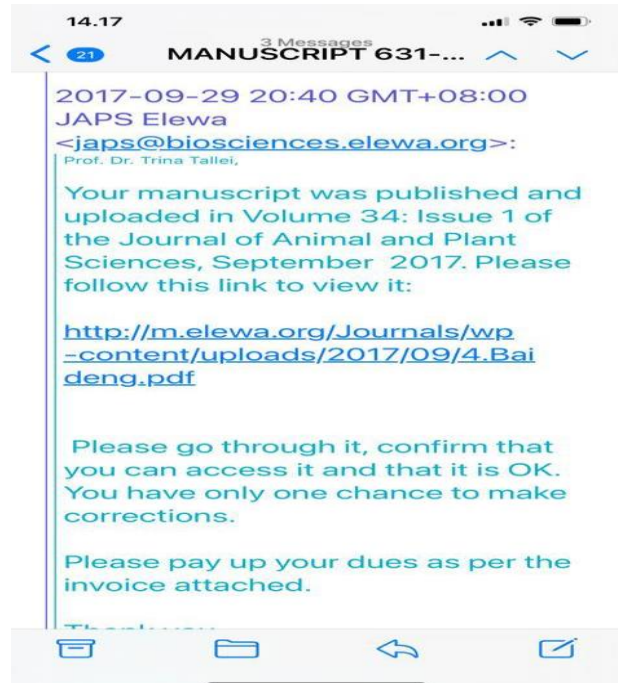 14.17
21
3 Messages
MANUSCRIPT 631-...
2017-09-29 20:40 GMT+08:00
JAPS Elewa
<japs@biosciences.elewa.org>:
Prof. Dr. Trina Tallei,
Your manuscript was published and
uploaded in Volume 34: Issue 1 of
the Journal of Animal and Plant
Sciences, September 2017. Please
follow this link to view it:
http://m.elewa.org/Journals/wp
-content/uploads/2017/09/4.Bai
deng.pdf
Please go through it, confirm that
you can access it and that it is OK.
You have only one chance to make
corrections.
Please pay up your dues as per the
invoice attached.
Thank you